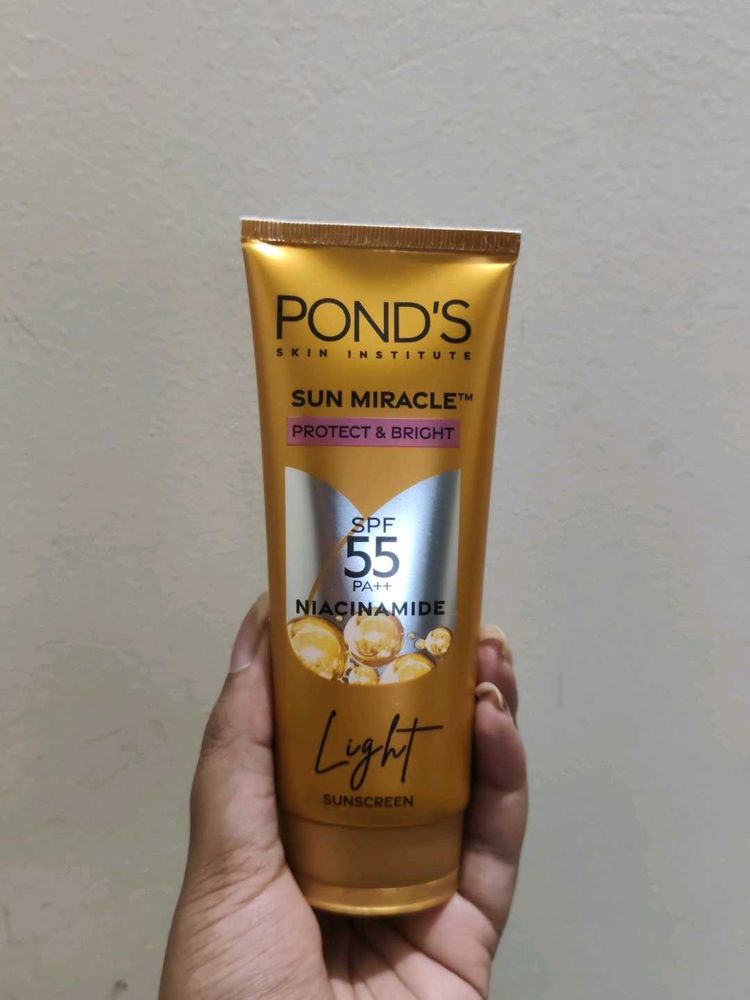 POND'S
SKIN INSTITUTE
SUN MIRACLE™
PROTECT & BRIGHT
SPF
55
PA++
NIACINAMIDE
Light
SUNSCREEN